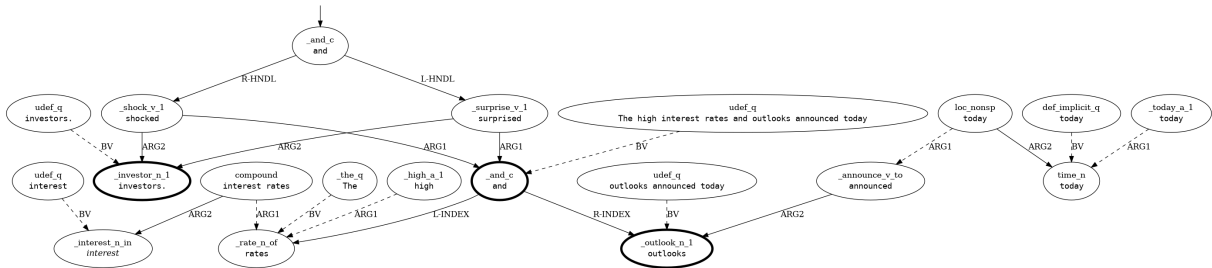 _and_c
and
R-HNDL
L-HNDL
udef_q
investors.
_shock_v_1
shocked
_surprise_v_1
surprised
udef_q
The high interest rates and outlooks announced today
loc_nonsp
today
def_implicit_q
today
_today_a_1
today
BV
ARG2
ARG2
ARG1
ARG1
BV
ARG1
ARG2
BV
ARG1
udef_q
interest
_investor_n_1
investors.
compound
interest rates
_the_q
The
_high_a_1
high
_and_c
and
udef_q
outlooks announced today
_announce_v_to
announced
time_n
today
BV
ARG2
ARG1
BV
ARG1
L-INDEX
R-INDEX
BV
ARG2
_interest_n_in
interest
_rate_n_of
rates
_outlook_n_1
outlooks